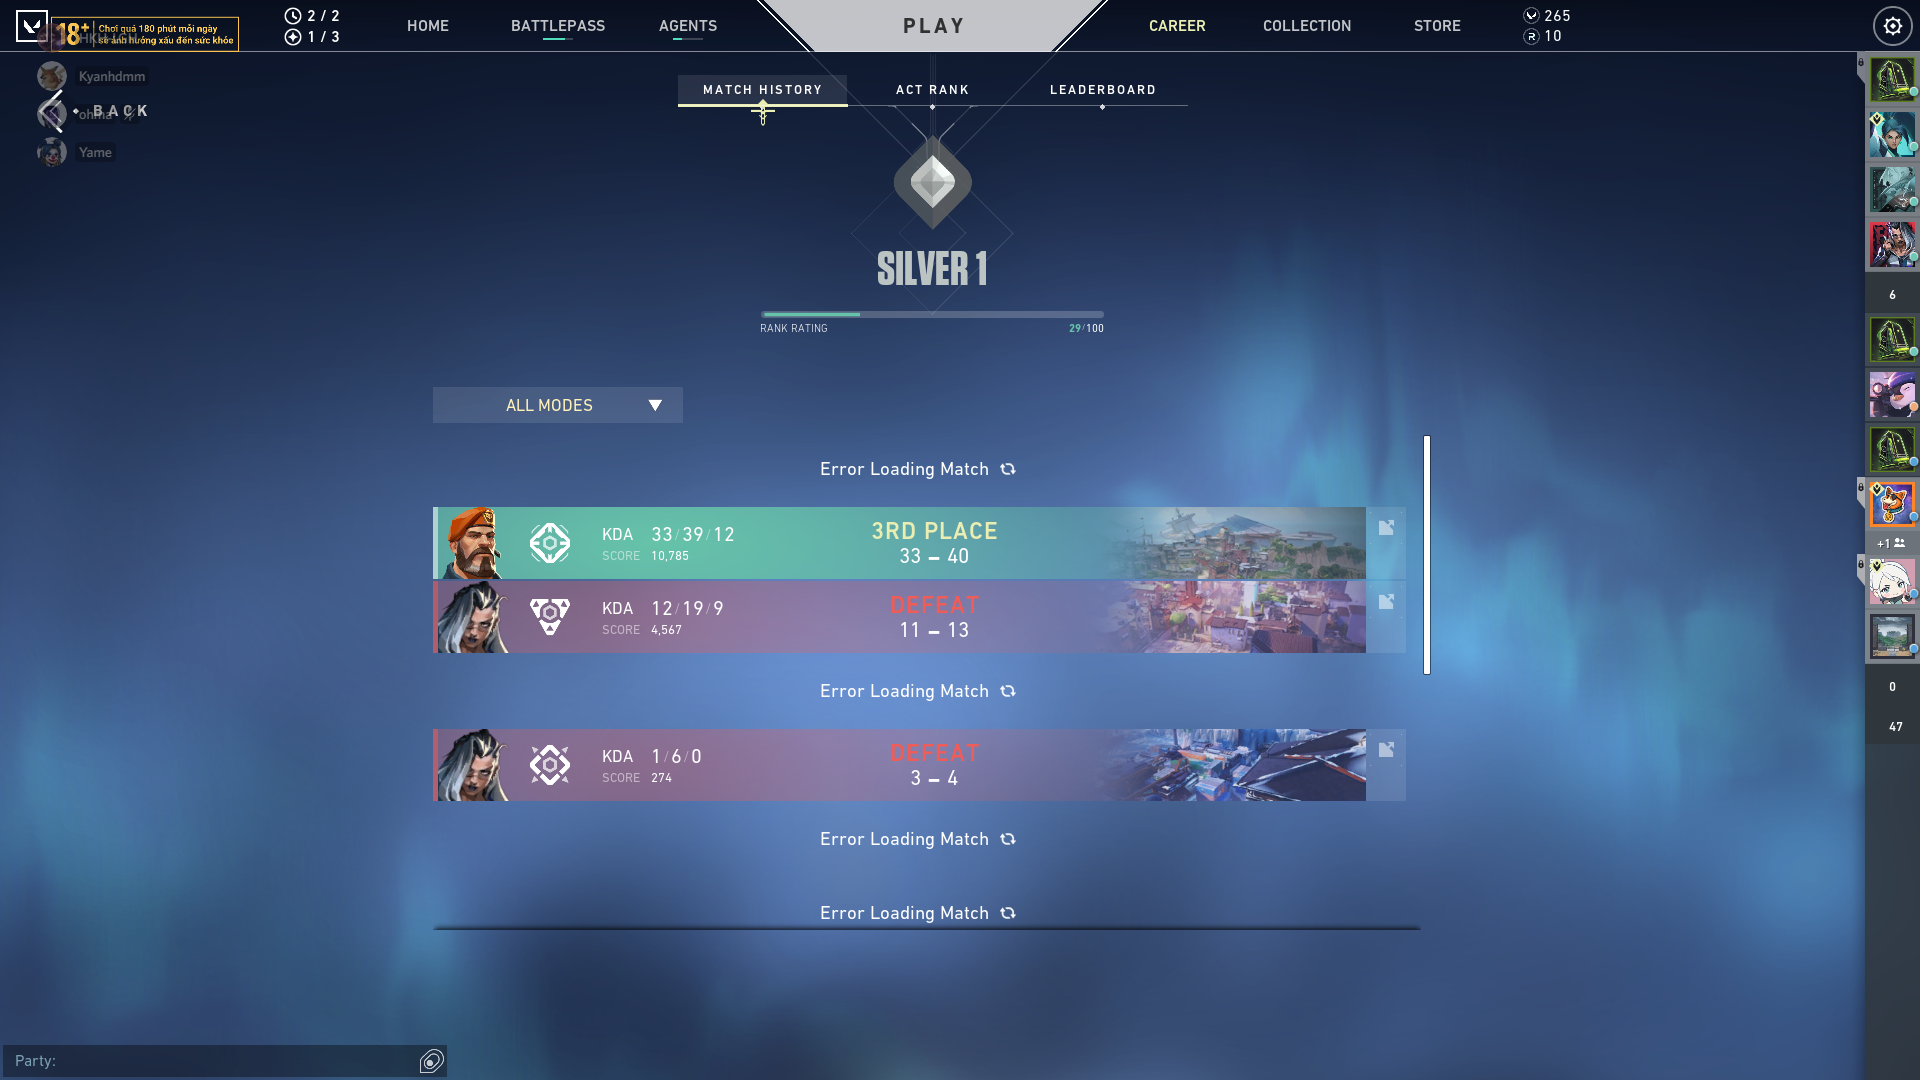 18+
Chơi quá 180 phút mỗi ngày
sẽ ảnh hưởng xấu đến sức khỏe
2 / 2
1 / 3
HOME
BATTLEPASS
AGENTS
PLAY
CAREER
COLLECTION
STORE
265
10
Kyanhdmm
BACK
Yame
MATCH HISTORY
ACT RANK
LEADERBOARD
SILVER 1
RANK RATING
29/100
ALL MODES
Error Loading Match
KDA 33/39/12
SCORE 10,785
3RD PLACE
33 – 40
KDA 12/19/9
SCORE 4,567
DEFEAT
11 – 13
Error Loading Match
KDA 1/6/0
SCORE 274
DEFEAT
3 – 4
Error Loading Match
Error Loading Match
6
+1
0
47
Party: